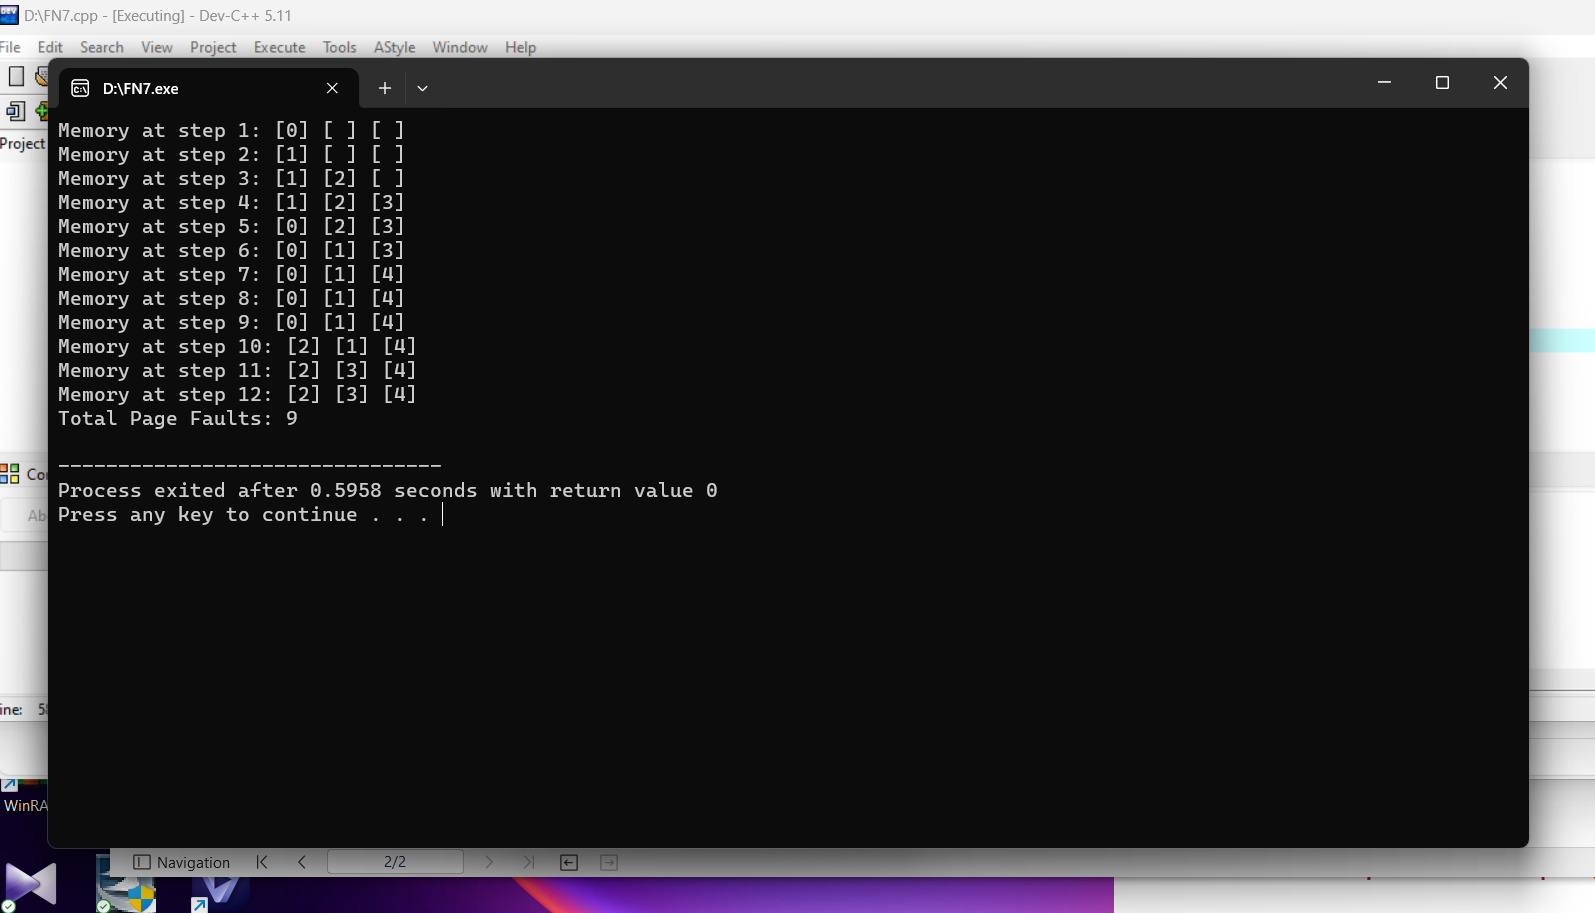 D:\FN7.cpp - [Executing] - Dev-C++ 5.11
File Edit Search View Project Execute Tools AStyle Window Help
D:\FN7.exe
Project
Memory at step 1: [0] [ ] [ ]
Memory at step 2: [1] [ ] [ ]
Memory at step 3: [1] [2] [ ]
Memory at step 4: [1] [2] [3]
Memory at step 5: [0] [2] [3]
Memory at step 6: [0] [1] [3]
Memory at step 7: [0] [1] [4]
Memory at step 8: [0] [1] [4]
Memory at step 9: [0] [1] [4]
Memory at step 10: [2] [1] [4]
Memory at step 11: [2] [3] [4]
Memory at step 12: [2] [3] [4]
Total Page Faults: 9
--------------------------------
Process exited after 0.5958 seconds with return value 0
Press any key to continue . . .
WinRA
Navigation 2/2